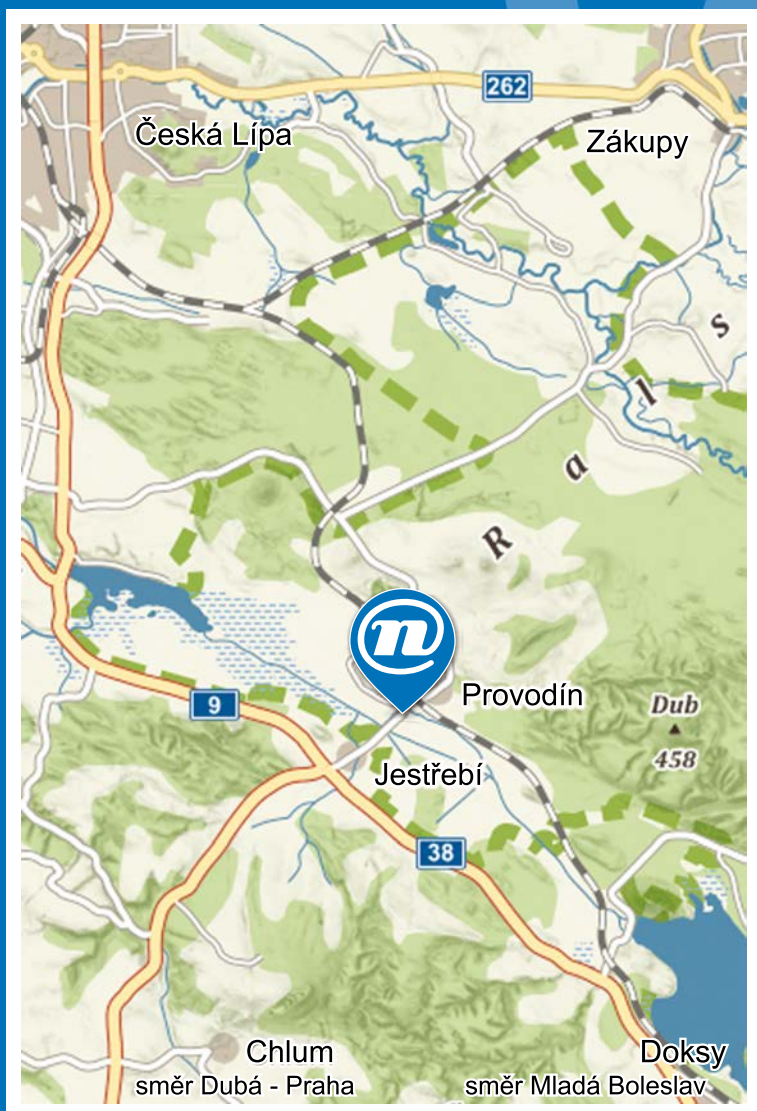 262
Česká Lípa
Zákupy
s
l
a
R
n
Provodín
Dub
9
458
Jestřebí
38
Chlum
Doksy
směr Dubá - Praha
směr Mladá Boleslav